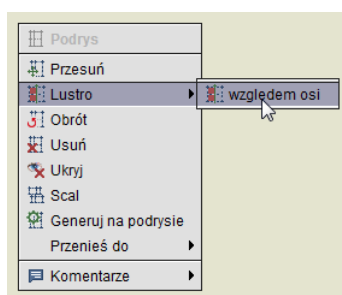 Podrys
Przesuń
Lustro
względem osi
Obrót
Usuń
Ukryj
Scal
Generuj na podrysie
Przenieś do
Komentarze